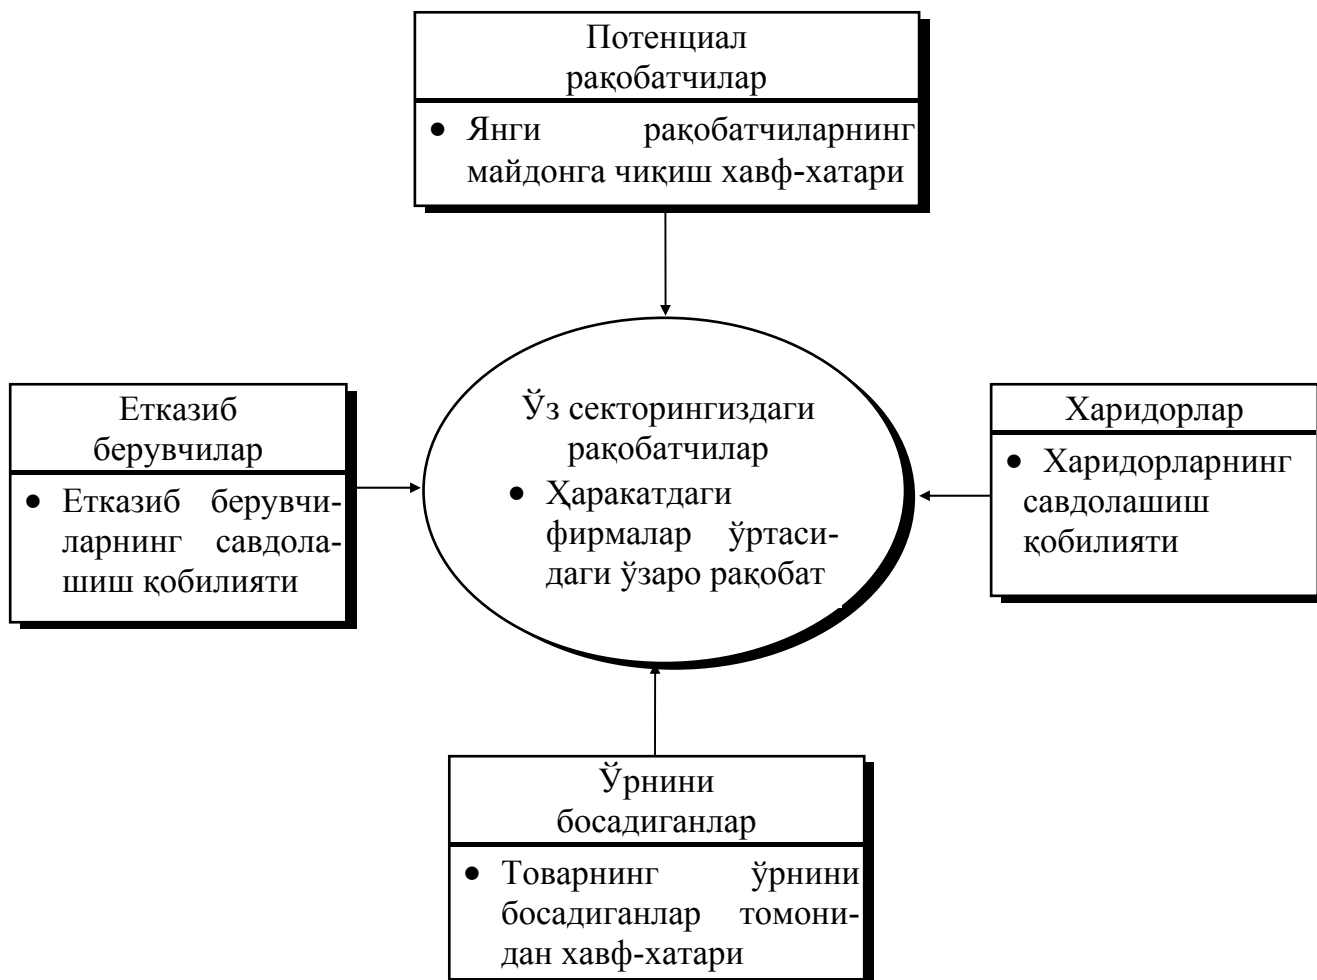 Потенциал
рақобатчилар
• Янги рақобатчиларнинг
майдонга чиқиш хавф-хатари
Етказиб
берувчилар
• Етказиб берувчи-
ларнинг савдола-
шиш қобилияти
Ўз секторингиздаги
рақобатчилар
• Ҳаракатдаги
фирмалар ўртаси-
даги ўзаро рақобат
Харидорлар
• Харидорларнинг
савдолашиш
қобилияти
Ўрнини
босадиганлар
• Товарнинг ўрнини
босадиганлар томони-
дан хавф-хатари